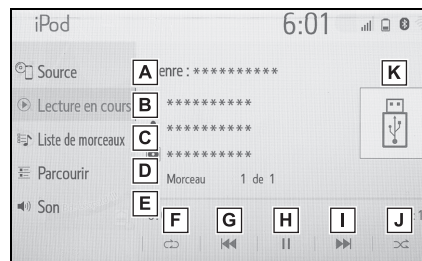 iPod 6:01
Source
A enre : ********** K
Lecture en cours
B **********
C **********
Liste de morceaux
**********
Parcourir
D Morceau 1 de 1
Son
E
F G H I J